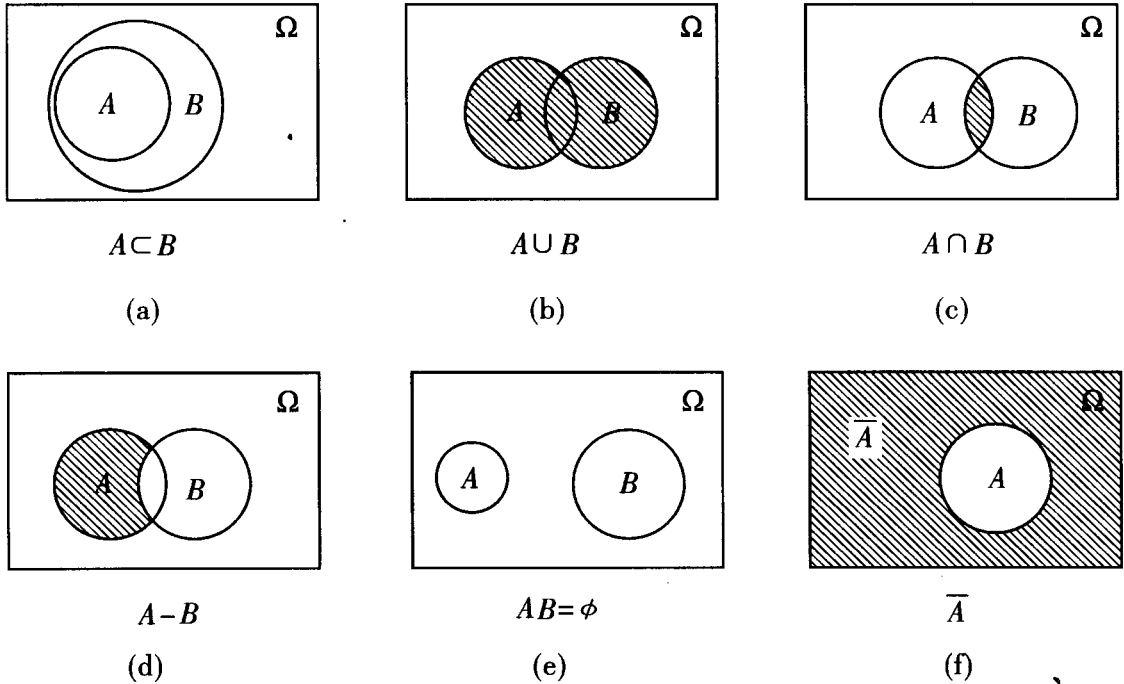 Ω
A B
A⊂B
(a)
Ω
A B
A∪B
(b)
Ω
A B
A∩B
(c)
Ω
A B
A−B
(d)
Ω
A B
AB=ϕ
(e)
Ω
A̅
A
A̅
(f)